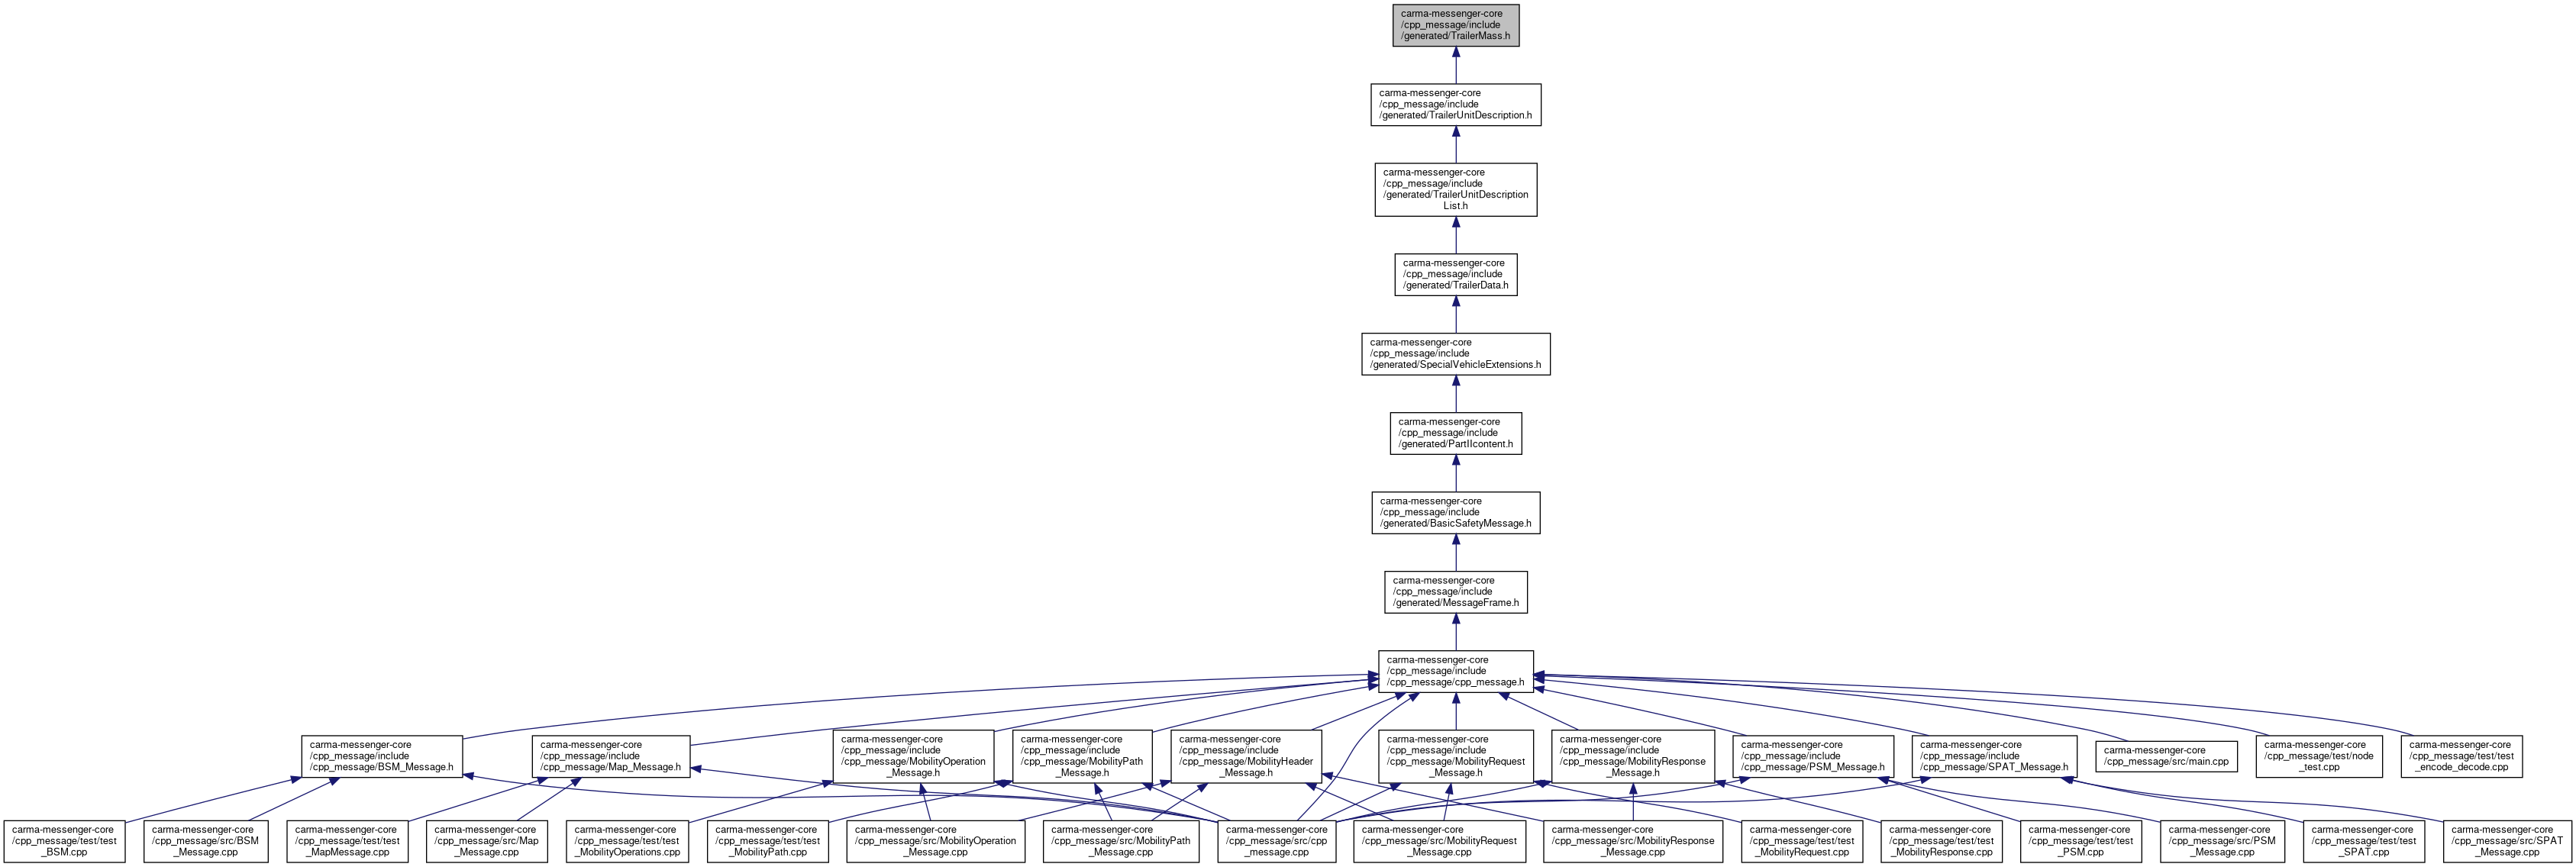 carma-messenger-core
/cpp_message/include
/generated/TrailerMass.h
carma-messenger-core
/cpp_message/include
/generated/TrailerUnitDescription.h
carma-messenger-core
/cpp_message/include
/generated/TrailerUnitDescription
List.h
carma-messenger-core
/cpp_message/include
/generated/TrailerData.h
carma-messenger-core
/cpp_message/include
/generated/SpecialVehicleExtensions.h
carma-messenger-core
/cpp_message/include
/generated/PartIIcontent.h
carma-messenger-core
/cpp_message/include
/generated/BasicSafetyMessage.h
carma-messenger-core
/cpp_message/include
/generated/MessageFrame.h
carma-messenger-core
/cpp_message/include
/cpp_message/cpp_message.h
carma-messenger-core
/cpp_message/include
/cpp_message/BSM_Message.h
carma-messenger-core
/cpp_message/include
/cpp_message/Map_Message.h
carma-messenger-core
/cpp_message/include
/cpp_message/MobilityOperation
_Message.h
carma-messenger-core
/cpp_message/include
/cpp_message/MobilityPath
_Message.h
carma-messenger-core
/cpp_message/include
/cpp_message/MobilityHeader
_Message.h
carma-messenger-core
/cpp_message/include
/cpp_message/MobilityRequest
_Message.h
carma-messenger-core
/cpp_message/include
/cpp_message/MobilityResponse
_Message.h
carma-messenger-core
/cpp_message/include
/cpp_message/PSM_Message.h
carma-messenger-core
/cpp_message/include
/cpp_message/SPAT_Message.h
carma-messenger-core
/cpp_message/src/main.cpp
carma-messenger-core
/cpp_message/test/node
_test.cpp
carma-messenger-core
/cpp_message/test/test
_encode_decode.cpp
carma-messenger-core
/cpp_message/test/test
_BSM.cpp
carma-messenger-core
/cpp_message/src/BSM
_Message.cpp
carma-messenger-core
/cpp_message/test/test
_MapMessage.cpp
carma-messenger-core
/cpp_message/src/Map
_Message.cpp
carma-messenger-core
/cpp_message/test/test
_MobilityOperations.cpp
carma-messenger-core
/cpp_message/test/test
_MobilityPath.cpp
carma-messenger-core
/cpp_message/src/MobilityOperation
_Message.cpp
carma-messenger-core
/cpp_message/src/MobilityPath
_Message.cpp
carma-messenger-core
/cpp_message/src/cpp
_message.cpp
carma-messenger-core
/cpp_message/src/MobilityRequest
_Message.cpp
carma-messenger-core
/cpp_message/src/MobilityResponse
_Message.cpp
carma-messenger-core
/cpp_message/test/test
_MobilityRequest.cpp
carma-messenger-core
/cpp_message/test/test
_MobilityResponse.cpp
carma-messenger-core
/cpp_message/test/test
_PSM.cpp
carma-messenger-core
/cpp_message/src/PSM
_Message.cpp
carma-messenger-core
/cpp_message/test/test
_SPAT.cpp
carma-messenger-core
/cpp_message/src/SPAT
_Message.cpp